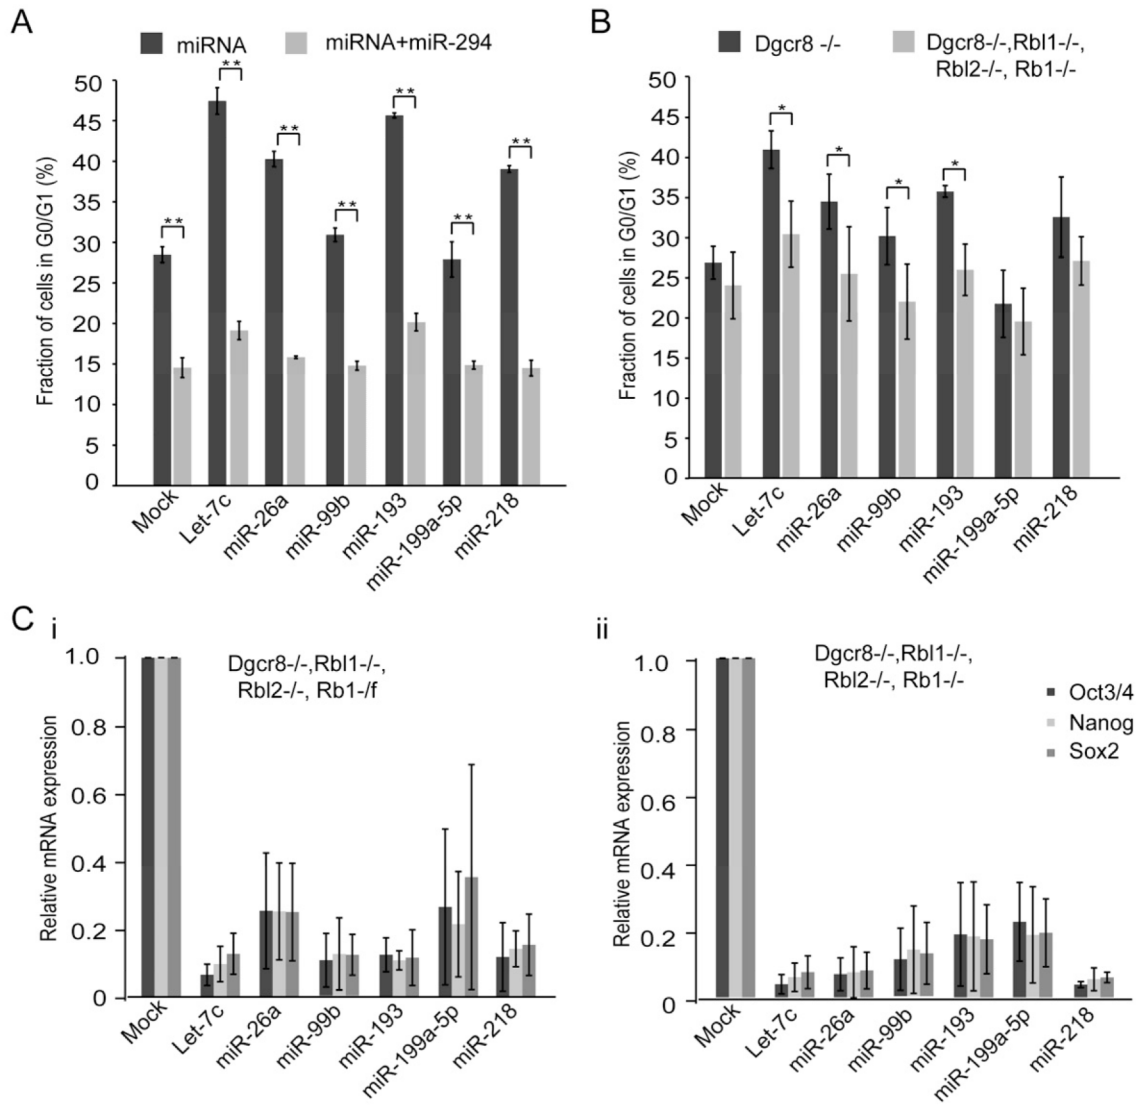 A
miRNA
miRNA+miR-294
Fraction of cells in G0/G1 (%)
50
45
40
35
30
25
20
15
10
5
0
**
**
**
**
**
**
**
Mock
Let-7c
miR-26a
miR-99b
miR-193
miR-199a-5p
miR-218
B
Dgcr8 -/-
Dgcr8-/-,Rbl1-/-,
Rbl2-/-, Rb1-/-
Fraction of cells in G0/G1 (%)
50
45
40
35
30
25
20
15
10
5
0
*
*
*
*
Mock
Let-7c
miR-26a
miR-99b
miR-193
miR-199a-5p
miR-218
C
i
Dgcr8-/-,Rbl1-/-,
Rbl2-/-, Rb1-/f
Relative mRNA expression
1.0
0.8
0.6
0.4
0.2
0
Mock
Let-7c
miR-26a
miR-99b
miR-193
miR-199a-5p
miR-218
ii
Dgcr8-/-,Rbl1-/-,
Rbl2-/-, Rb1-/-
Oct3/4
Nanog
Sox2
Relative mRNA expression
1.0
0.8
0.6
0.4
0.2
0
Mock
Let-7c
miR-26a
miR-99b
miR-193
miR-199a-5p
miR-218